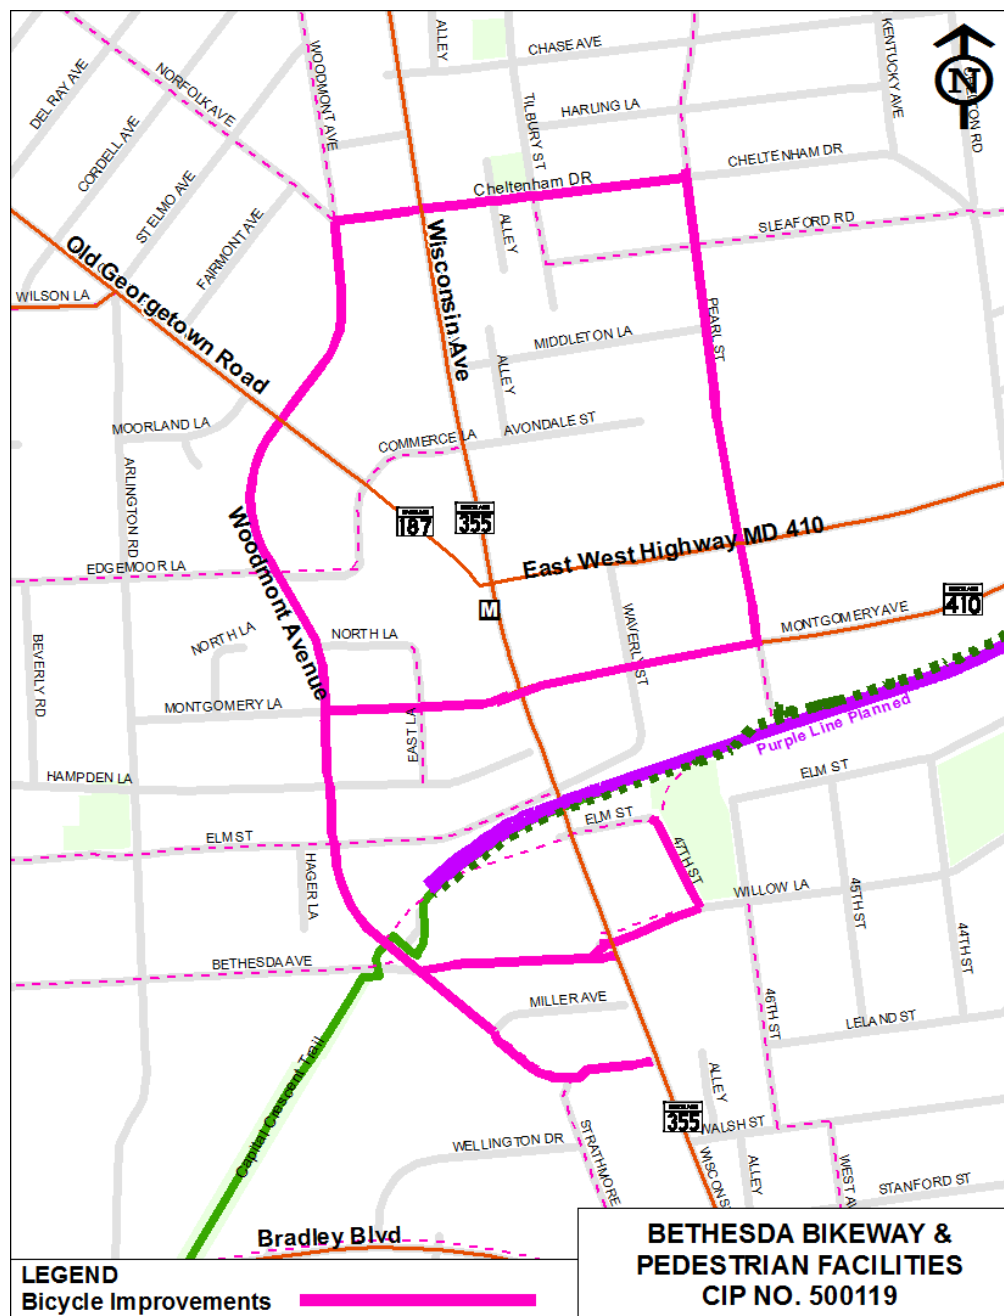 ALLEY
CHASE AVE
KENTUCKY AVE
N
WOODMONT AVE
DEL RAY AVE
NORFOLK AVE
TILBURY ST
HARLING LA
CORDELL AVE
CHELTENHAM DR
Cheltenham DR
ST ELMO AVE
FAIRMONT AVE
ALLEY
SLEAFORD RD
Wisconsin Ave
Old Georgetown Road
WILSON LA
PEARL ST
MIDDLETON LA
ALLEY
MOORLAND LA
COMMERCE LA
AVONDALE ST
ARLINGTON RD
187
355
Woodmont Avenue
East West Highway MD 410
EDGEMOOR LA
M
410
BEVERLY RD
NORTH LA
NORTH LA
WAVERLY ST
MONTGOMERY AVE
MONTGOMERY LA
EAST LA
Purple Line Planned
HAMPDEN LA
ELM ST
ELM ST
ELM ST
HAGER LA
47TH ST
WILLOW LA
45TH ST
44TH ST
BETHESDA AVE
MILLER AVE
46TH ST
LELAND ST
Capital Crescent Trail
ALLEY
355
WALSH ST
STRATHMORE
WELLINGTON DR
WISCONS
ALLEY
WEST AV
STANFORD ST
Bradley Blvd
BETHESDA BIKEWAY &
PEDESTRIAN FACILITIES
CIP NO. 500119
LEGEND
Bicycle Improvements